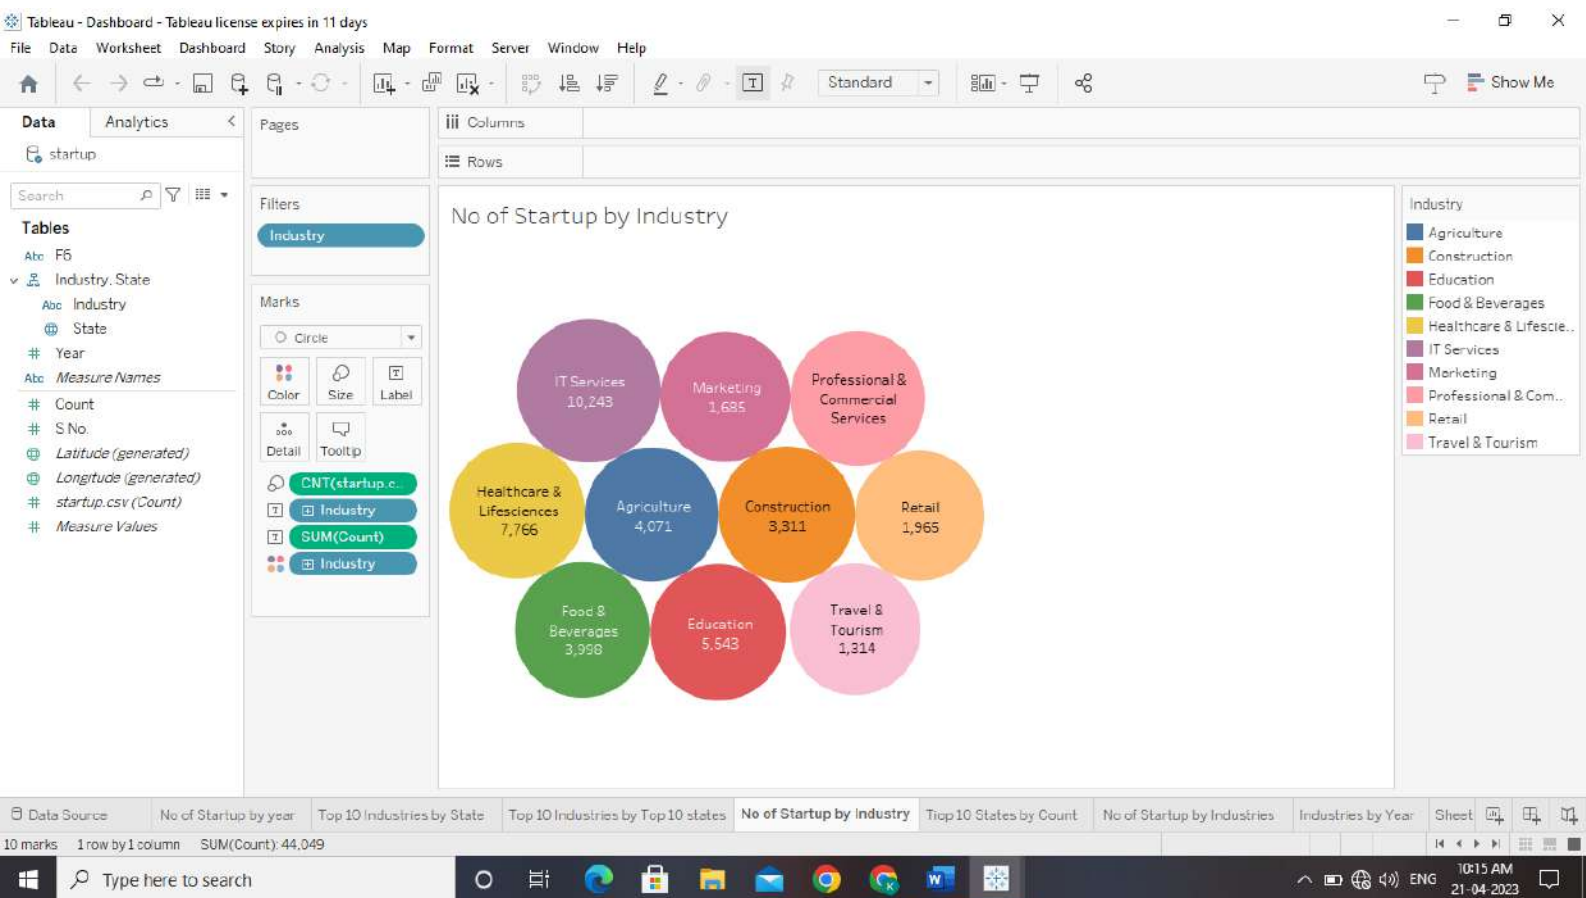 Tableau - Dashboard - Tableau license expires in 11 days
File Data Worksheet Dashboard Story Analysis Map Format Server Window Help
Standard
Show Me
Data Analytics
startup
Search
Tables
Abc F6
Industry, State
Abc Industry
State
# Year
Abc Measure Names
# Count
# S No.
Latitude (generated)
Longitude (generated)
# startup.csv (Count)
# Measure Values
Pages
Filters
Industry
Marks
Circle
Color Size Label
Detail Tooltip
CNT(startup.c..
Industry
SUM(Count)
Industry
Columns
Rows
No of Startup by Industry
IT Services
10,243
Marketing
1,685
Professional &
Commercial
Services
Healthcare &
Lifesciences
7,766
Agriculture
4,071
Construction
3,311
Retail
1,965
Food &
Beverages
3,998
Education
5,543
Travel &
Tourism
1,314
Industry
Agriculture
Construction
Education
Food & Beverages
Healthcare & Lifescie..
IT Services
Marketing
Professional & Com..
Retail
Travel & Tourism
Data Source No of Startup by year Top 10 Industries by State Top 10 Industries by Top 10 states No of Startup by Industry Tiop 10 States by Count No of Startup by Industries Industries by Year Sheet
10 marks 1 row by 1 column SUM(Count): 44,049
Type here to search
ENG
10:15 AM
21-04-2023